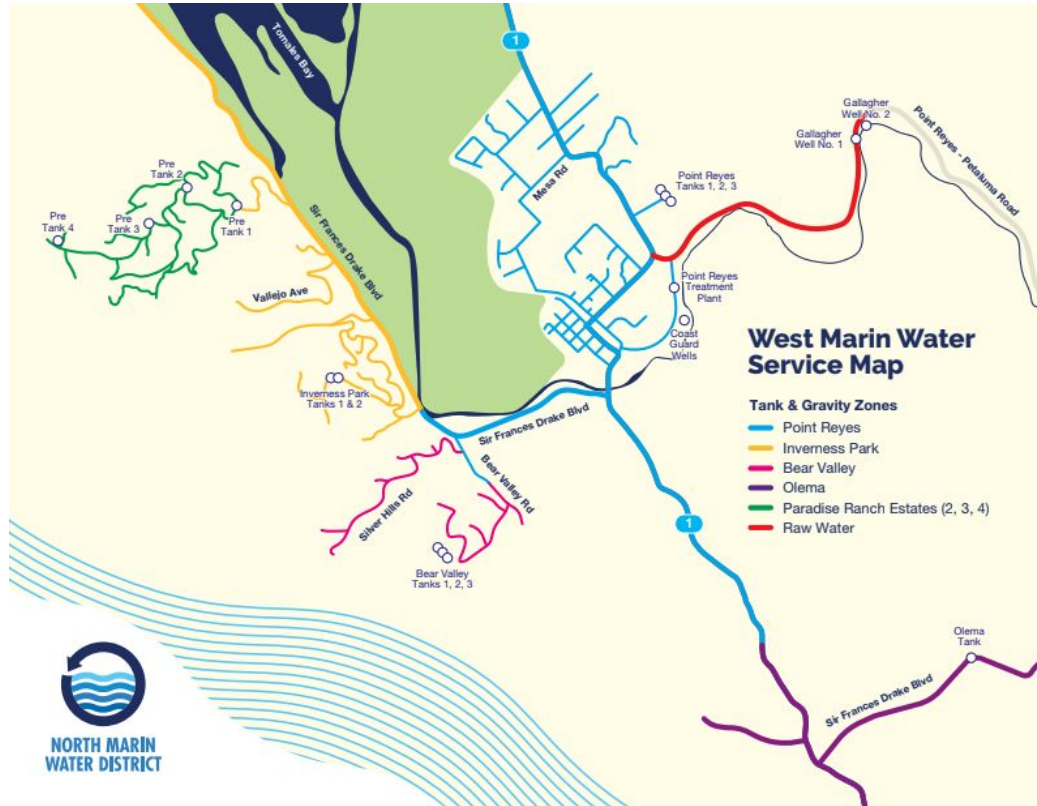 Tomales Bay
1
Gallagher
Well No. 2
Gallagher
Well No. 1
Point Reyes - Petaluma Road
Mesa Rd
Point Reyes
Tanks 1, 2, 3
Pre
Tank 2
Pre
Tank 4
Pre
Tank 3
Pre
Tank 1
Sir Frances Drake Blvd
Vallejo Ave
Point Reyes
Treatment
Plant
Coast
Guard
Wells
Inverness Park
Tanks 1 & 2
Sir Frances Drake Blvd
Bear Valley Rd
Silver Hills Rd
Bear Valley
Tanks 1, 2, 3
1
West Marin Water
Service Map
Tank & Gravity Zones
Point Reyes
Inverness Park
Bear Valley
Olema
Paradise Ranch Estates (2, 3, 4)
Raw Water
Olema
Tank
Sir Frances Drake Blvd
NORTH MARIN
WATER DISTRICT